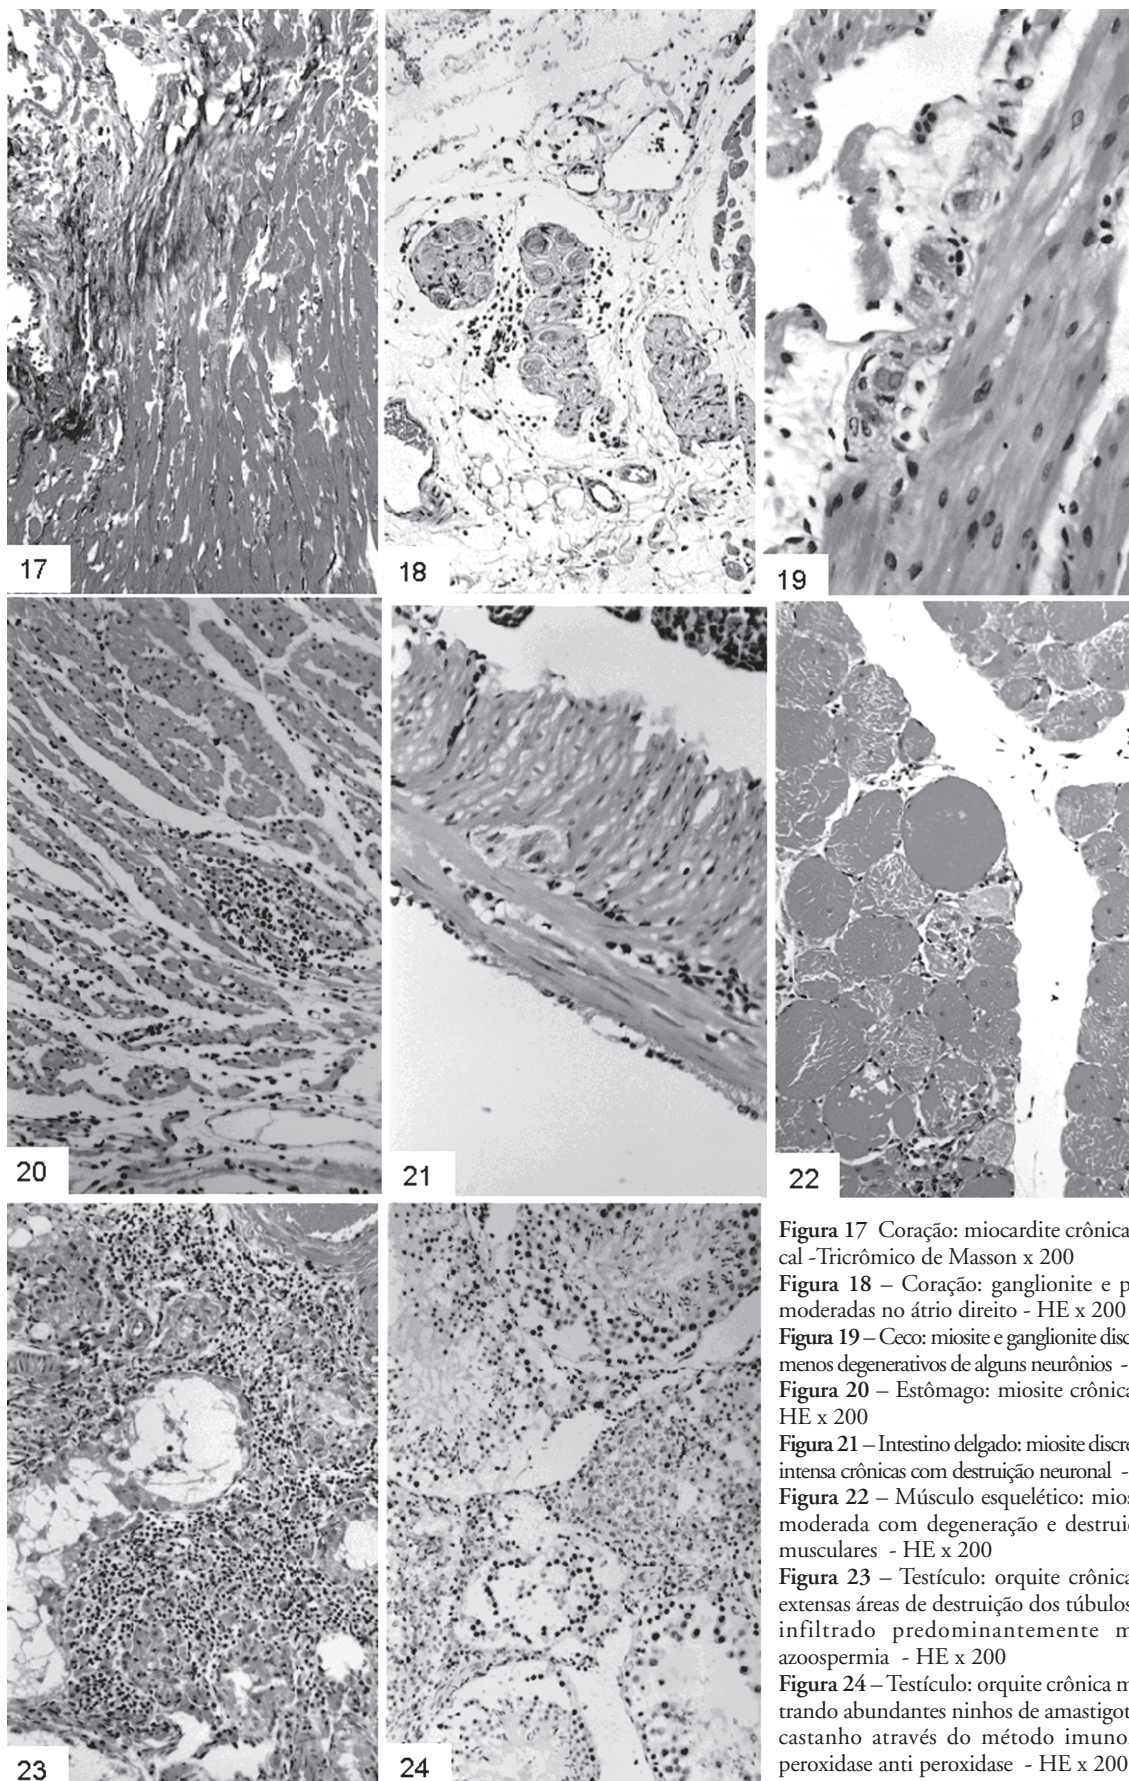 17
18
19
20
21
22
23
24
Figura 17 Coração: miocardite crônica
cal -Tricrômico de Masson x 200
Figura 18 – Coração: ganglionite e p
moderadas no átrio direito - HE x 200
Figura 19 – Ceco: miosite e ganglionite disc
menos degenerativos de alguns neurônios -
Figura 20 – Estômago: miosite crônica
HE x 200
Figura 21 – Intestino delgado: miosite discre
intensa crônicas com destruição neuronal -
Figura 22 – Músculo esquelético: mios
moderada com degeneração e destruiç
musculares - HE x 200
Figura 23 – Testículo: orquite crônica
extensas áreas de destruição dos túbulos
infiltrado predominantemente m
azoospermia - HE x 200
Figura 24 – Testículo: orquite crônica m
trando abundantes ninhos de amastigot
castanho através do método imuno
peroxidase anti peroxidase - HE x 200